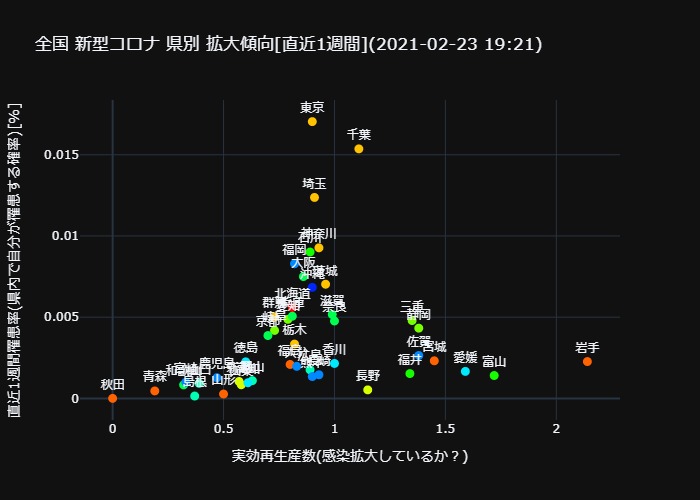 全国 新型コロナ 県別 拡大傾向[直近1週間](2021-02-23 19:21)
直近1週間罹患率(県内で自分が罹患する確率)[%]
東京
千葉
0.015
埼玉
神奈川
0.01
石川
福岡
大阪
茨城
沖縄
北海道
滋賀
群馬
奈良
三重
静岡
0.005
京都
栃木
佐賀
宮城
徳島
香川
岩手
愛媛
福井
富山
鹿児島
長野
青森
山形
島根
秋田
0
0
0.5
1
1.5
2
実効再生産数(感染拡大しているか？)